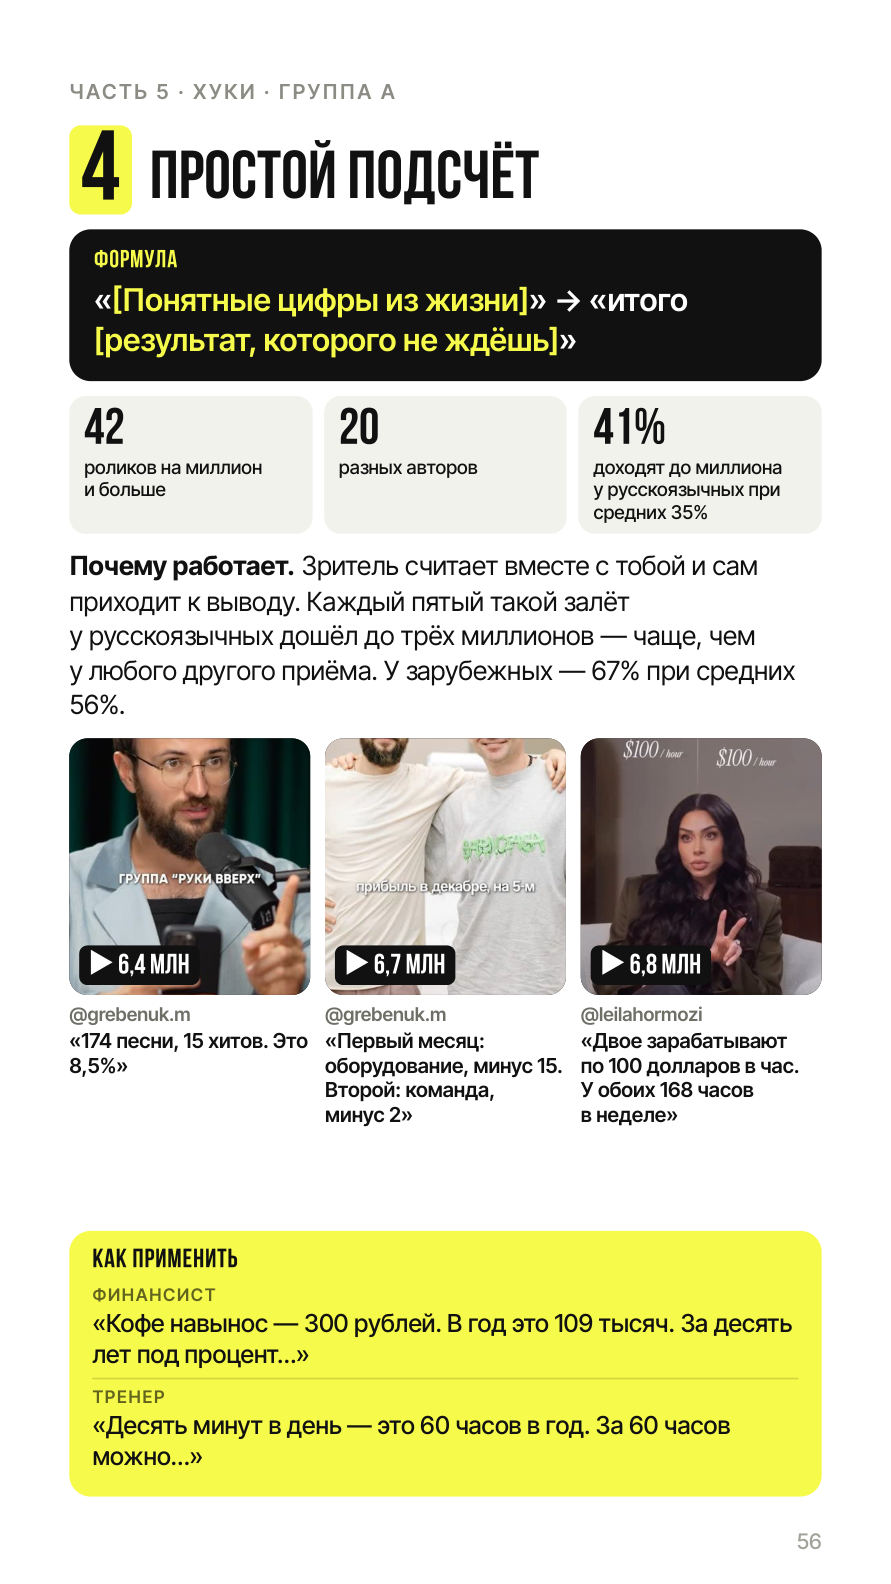 ЧАСТЬ 5 · ХУКИ · ГРУППА А
4 ПРОСТОЙ ПОДСЧЁТ
ФОРМУЛА
«[Понятные цифры из жизни]» → «итого
[результат, которого не ждёшь]»
42
роликов на миллион
и больше
20
разных авторов
41%
доходят до миллиона
у русскоязычных при
средних 35%
Почему работает. Зритель считает вместе с тобой и сам
приходит к выводу. Каждый пятый такой залёт
у русскоязычных дошёл до трёх миллионов — чаще, чем
у любого другого приёма. У зарубежных — 67% при средних
56%.
ГРУППА “РУКИ ВВЕРХ”
6,4 МЛН
@grebenuk.m
«174 песни, 15 хитов. Это
8,5%»
прибыль в декабре, на 5-м
6,7 МЛН
@grebenuk.m
«Первый месяц:
оборудование, минус 15.
Второй: команда,
минус 2»
$100 / hour
$100 / hour
6,8 МЛН
@leilahormozi
«Двое зарабатывают
по 100 долларов в час.
У обоих 168 часов
в неделе»
КАК ПРИМЕНИТЬ
ФИНАНСИСТ
«Кофе навынос — 300 рублей. В год это 109 тысяч. За десять
лет под процент…»
ТРЕНЕР
«Десять минут в день — это 60 часов в год. За 60 часов
можно…»
56